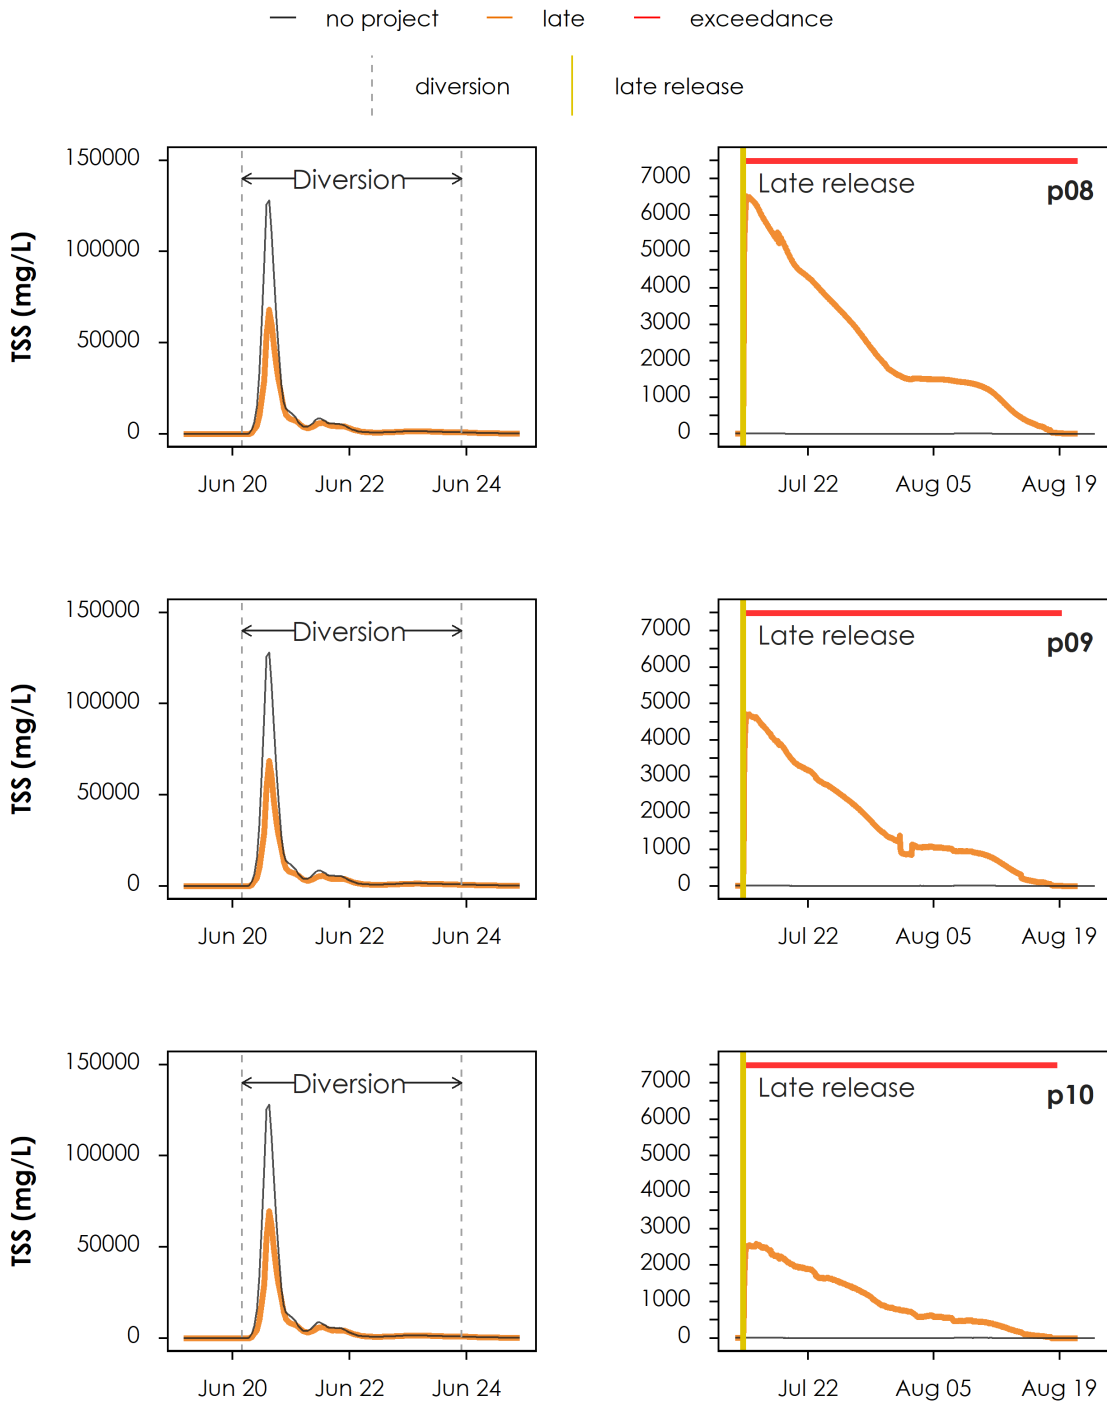 no project late exceedance
diversion late release
TSS (mg/L)
150000
100000
50000
0
Diversion
Jun 20 Jun 22 Jun 24
7000
6000
5000
4000
3000
2000
1000
0
Late release
p08
Jul 22 Aug 05 Aug 19
TSS (mg/L)
150000
100000
50000
0
Diversion
Jun 20 Jun 22 Jun 24
7000
6000
5000
4000
3000
2000
1000
0
Late release
p09
Jul 22 Aug 05 Aug 19
TSS (mg/L)
150000
100000
50000
0
Diversion
Jun 20 Jun 22 Jun 24
7000
6000
5000
4000
3000
2000
1000
0
Late release
p10
Jul 22 Aug 05 Aug 19